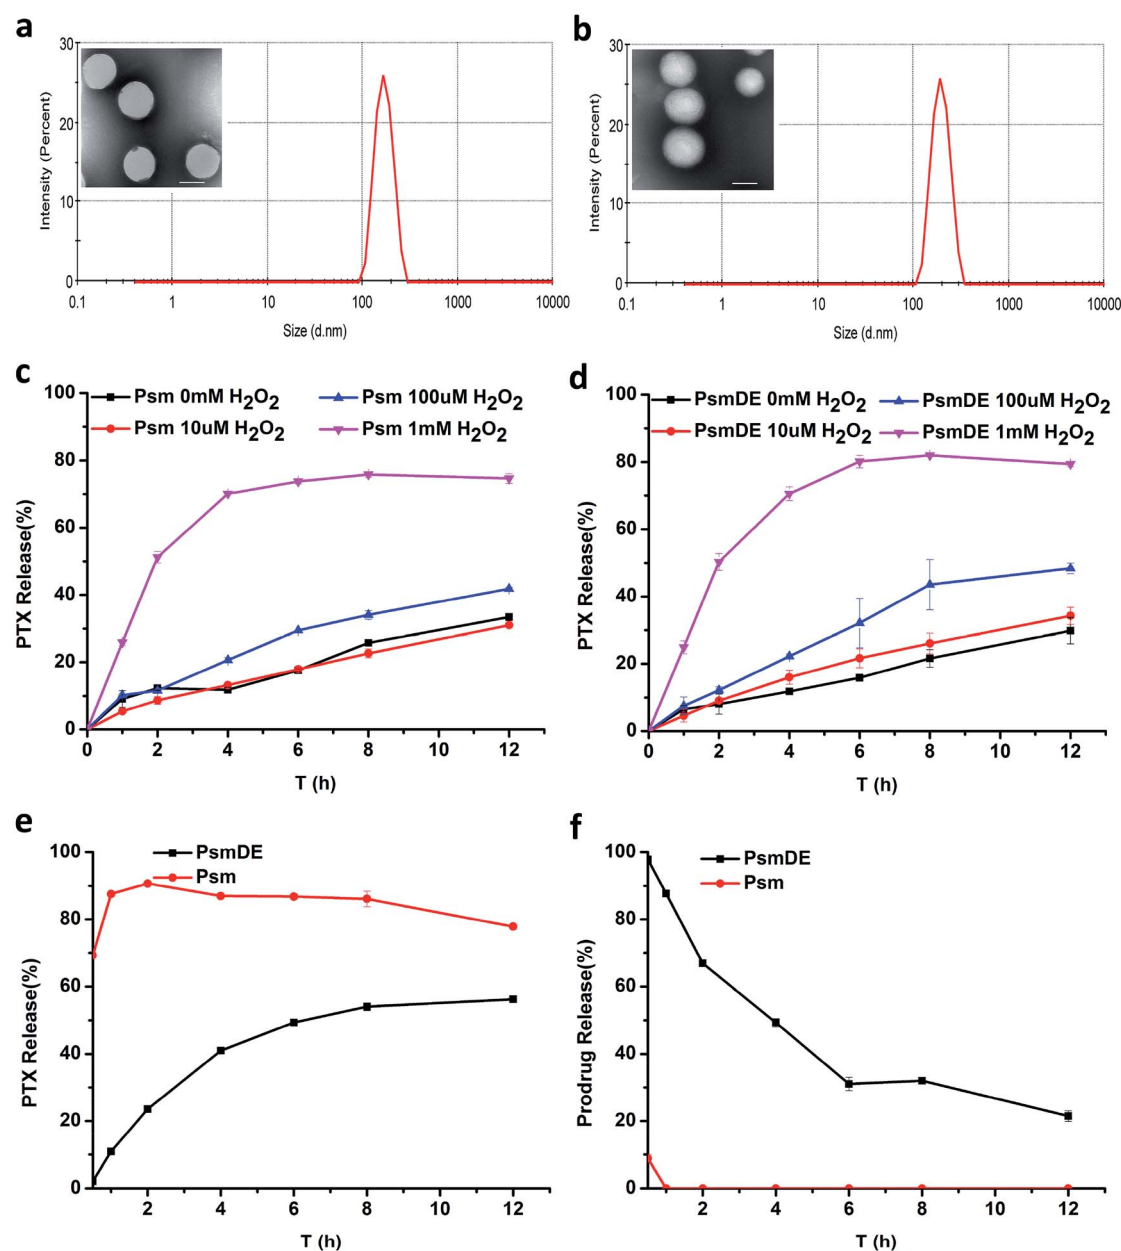 a
30
20
10
0
Intensity (Percent)
0.1 1 10 100 1000 10000
Size (d.nm)
b
30
20
10
0
Intensity (Percent)
0.1 1 10 100 1000 10000
Size (d.nm)
c
Psm 0mM H₂O₂ Psm 100uM H₂O₂
Psm 10uM H₂O₂ Psm 1mM H₂O₂
100
80
60
40
20
0
PTX Release(%)
0 2 4 6 8 10 12
T (h)
d
PsmDE 0mM H₂O₂ PsmDE 100uM H₂O₂
PsmDE 10uM H₂O₂ PsmDE 1mM H₂O₂
100
80
60
40
20
0
PTX Release(%)
0 2 4 6 8 10 12
T (h)
e
PsmDE
Psm
100
80
60
40
20
0
PTX Release(%)
2 4 6 8 10 12
T (h)
f
PsmDE
Psm
100
80
60
40
20
0
Prodrug Release(%)
2 4 6 8 10 12
T (h)